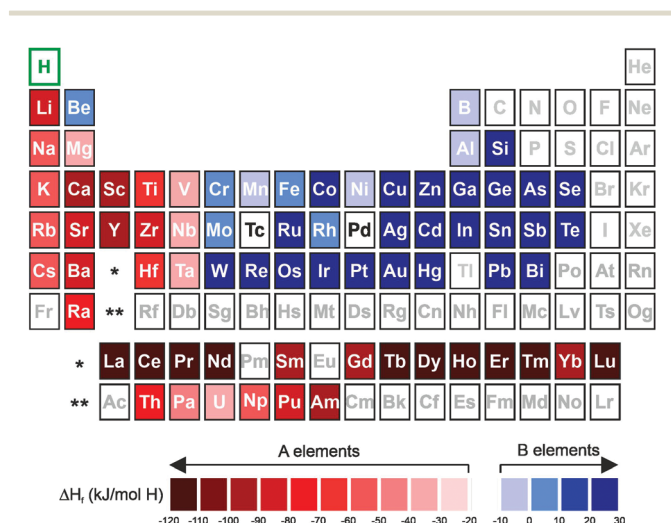 H He
Li Be B C N O F Ne
Na Mg Al Si P S Cl Ar
K Ca Sc Ti V Cr Mn Fe Co Ni Cu Zn Ga Ge As Se Br Kr
Rb Sr Y Zr Nb Mo Tc Ru Rh Pd Ag Cd In Sn Sb Te I Xe
Cs Ba * Hf Ta W Re Os Ir Pt Au Hg Tl Pb Bi Po At Rn
Fr Ra ** Rf Db Sg Bh Hs Mt Ds Rg Cn Nh Fl Mc Lv Ts Og
* La Ce Pr Nd Pm Sm Eu Gd Tb Dy Ho Er Tm Yb Lu
** Ac Th Pa U Np Pu Am Cm Bk Cf Es Fm Md No Lr
A elements B elements
ΔHf (kJ/mol H)
-120 -110 -100 -90 -80 -70 -60 -50 -40 -30 -20 -10 0 10 20 30